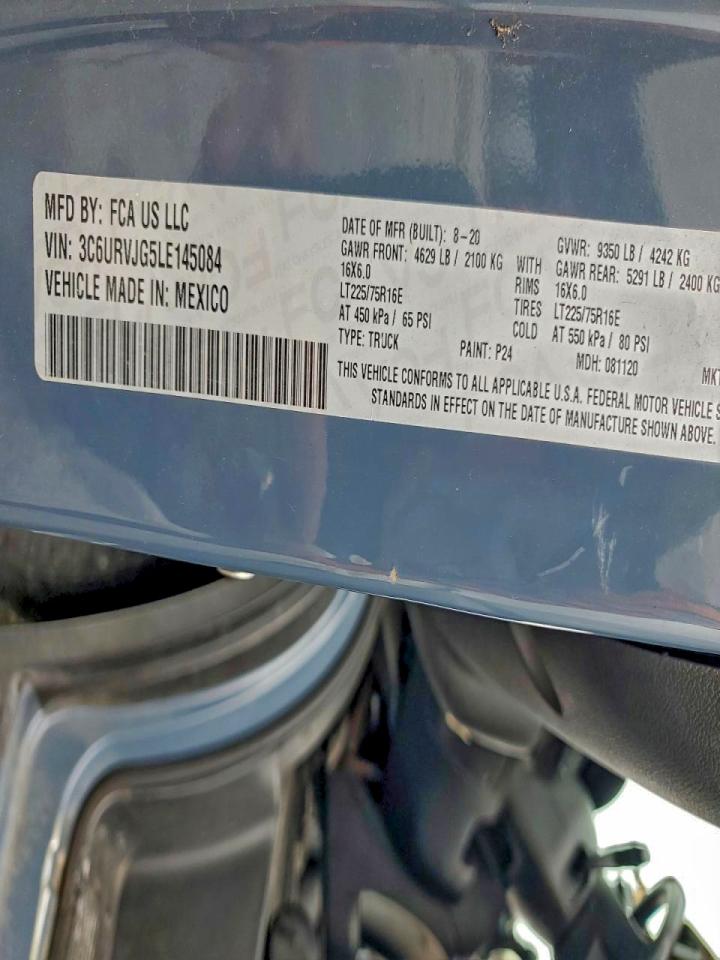 MFD BY: FCA US LLC
VIN: 3C6URVJG5LE145084
VEHICLE MADE IN: MEXICO
DATE OF MFR (BUILT): 8-20
GVWR: 9350 LB / 4242 KG
GAWR FRONT: 4629 LB / 2100 KG WITH GAWR REAR: 5291 LB / 2400 KG
16X6.0 RIMS 16X6.0
LT225/75R16E TIRES LT225/75R16E
AT 450 kPa / 65 PSI COLD AT 550 kPa / 80 PSI
TYPE: TRUCK PAINT: P24 MDH: 081120 MKT
THIS VEHICLE CONFORMS TO ALL APPLICABLE U.S.A. FEDERAL MOTOR VEHICLE S
STANDARDS IN EFFECT ON THE DATE OF MANUFACTURE SHOWN ABOVE.